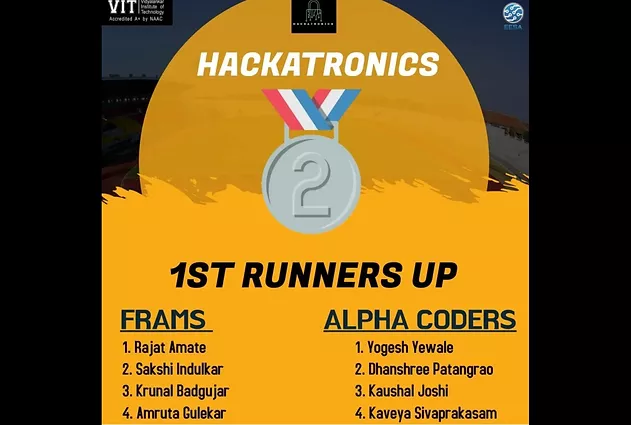 VIT
Vidyalankar
Institute of
Technology
Accredited A+ by NAAC
HACKATRONICS
EESA
HACKATRONICS
2
1ST RUNNERS UP
FRAMS
1. Rajat Amate
2. Sakshi Indulkar
3. Krunal Badgujar
4. Amruta Gulekar
ALPHA CODERS
1. Yogesh Yewale
2. Dhanshree Patangrao
3. Kaushal Joshi
4. Kaveya Sivaprakasam